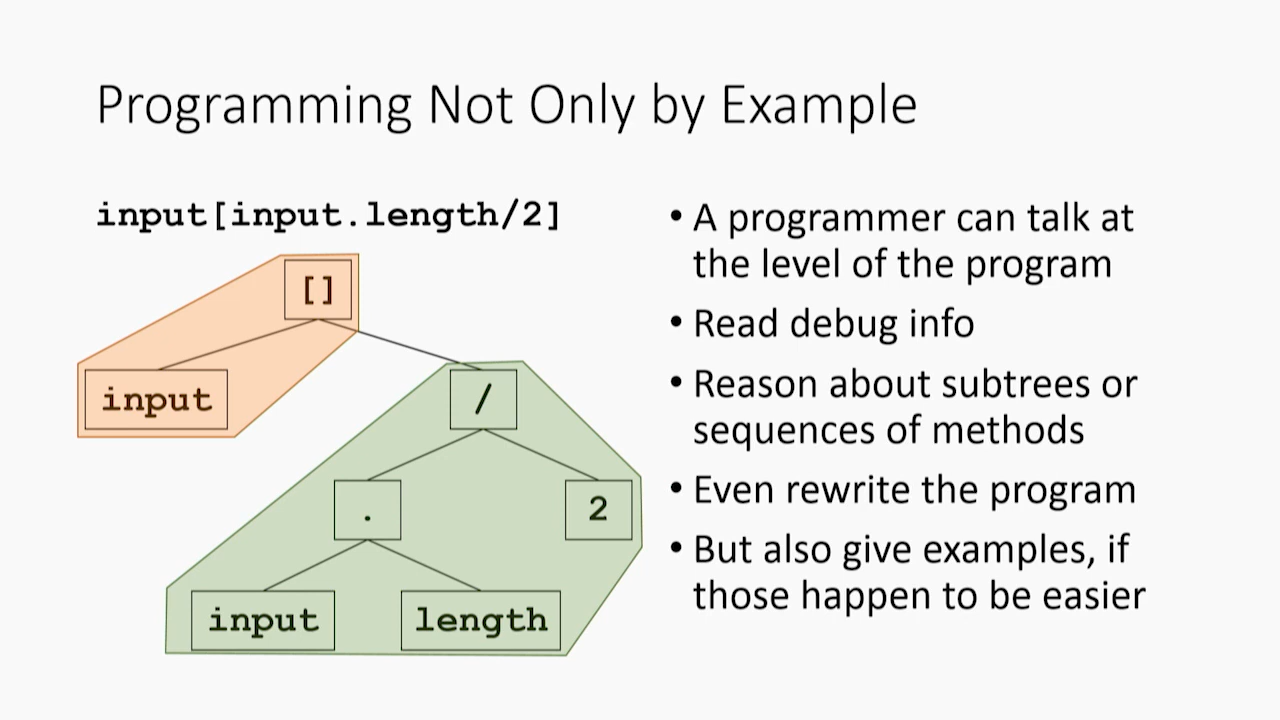 Programming Not Only by Example
input[input.length/2]
[]
input
/
.
2
input
length
• A programmer can talk at
the level of the program
• Read debug info
• Reason about subtrees or
sequences of methods
• Even rewrite the program
• But also give examples, if
those happen to be easier